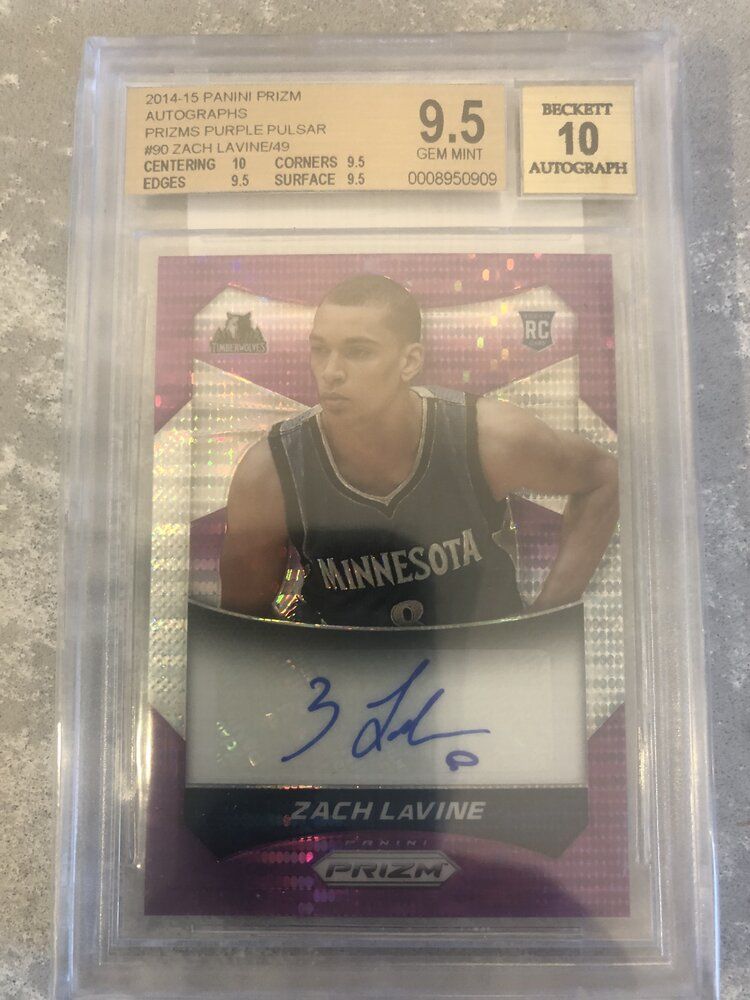 2014-15 PANINI PRIZM
AUTOGRAPHS
PRIZMS PURPLE PULSAR
#90 ZACH LAVINE/49
CENTERING 10 CORNERS 9.5
EDGES 9.5 SURFACE 9.5
9.5
GEM MINT
0008950909
BECKETT
10
AUTOGRAPH
TIMBERWOLVES
RC
MINNESOTA
8
ZACH LAVINE
PANINI
PRIZM